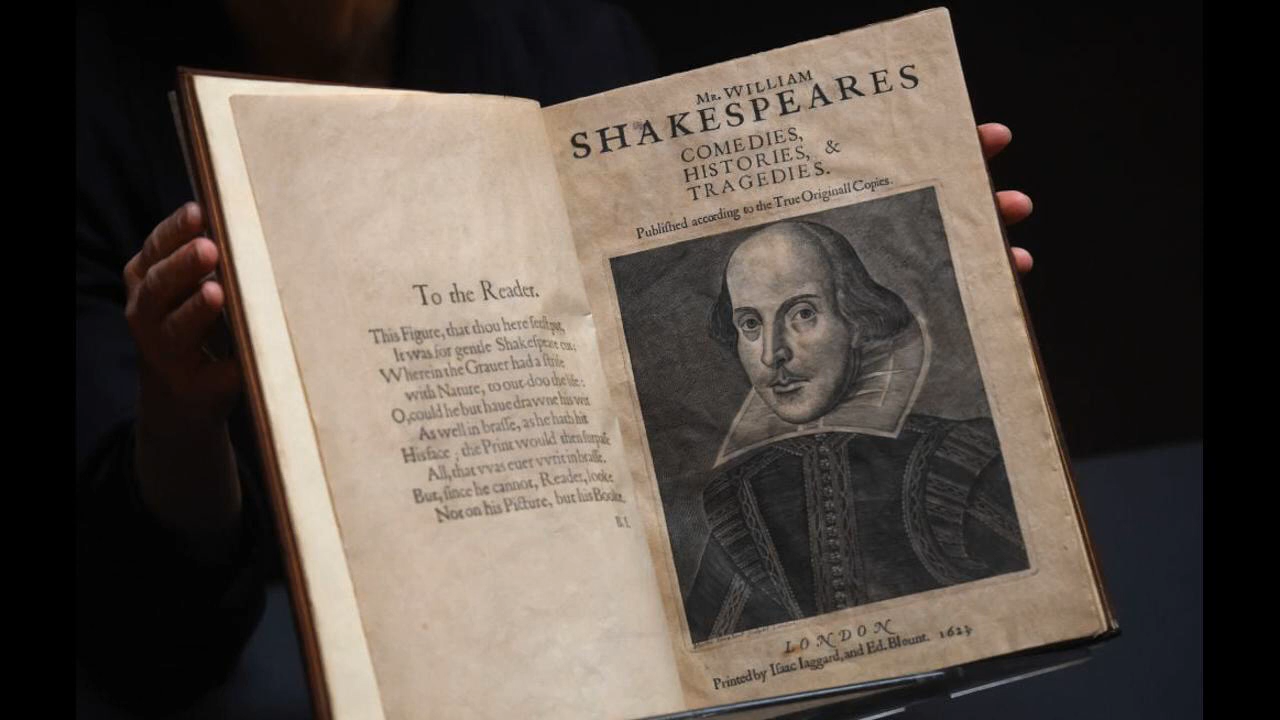 To the Reader.
This Figure, that thou here seest put,
It was for gentle Shakespeare cut;
Wherein the Grauer had a strife
with Nature, to out-doo the life:
O, could he but haue dravvne his wit
As well in brasse, as he hath hit
His face ; the Print would then surpasse
All, that vvas euer vvrit in brasse.
But, since he cannot, Reader, looke
Not on his Picture, but his Booke.
B. I.
Mr. WILLIAM
SHAKESPEARES
COMEDIES,
HISTORIES, &
TRAGEDIES.
Publiſhed according to the True Originall Copies.
LONDON
Printed by Iſaac Iaggard, and Ed. Blount. 1623.